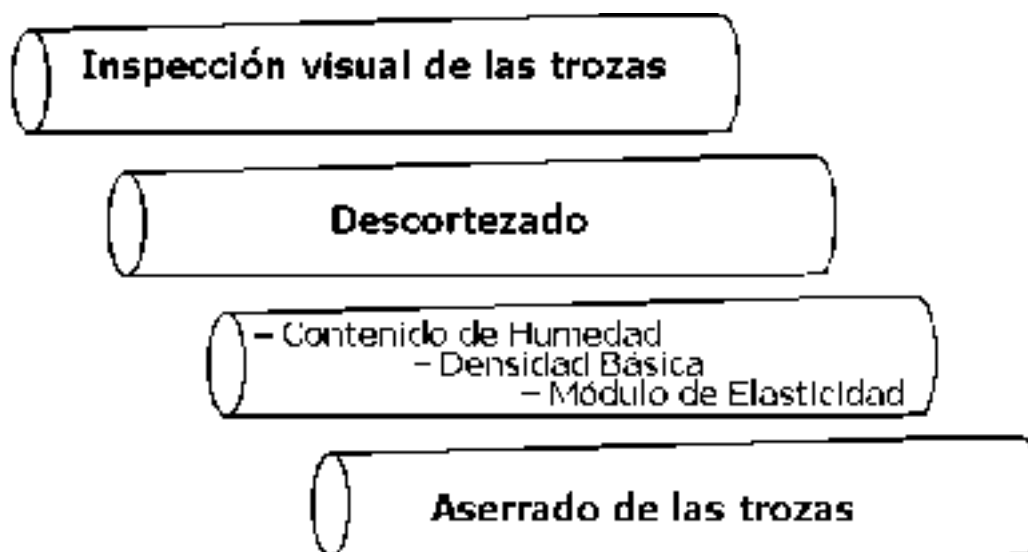 Inspección visual de las trozas
Descortezado
– Contenido de Humedad
– Densidad Básica
– Módulo de Elasticidad
Aserrado de las trozas